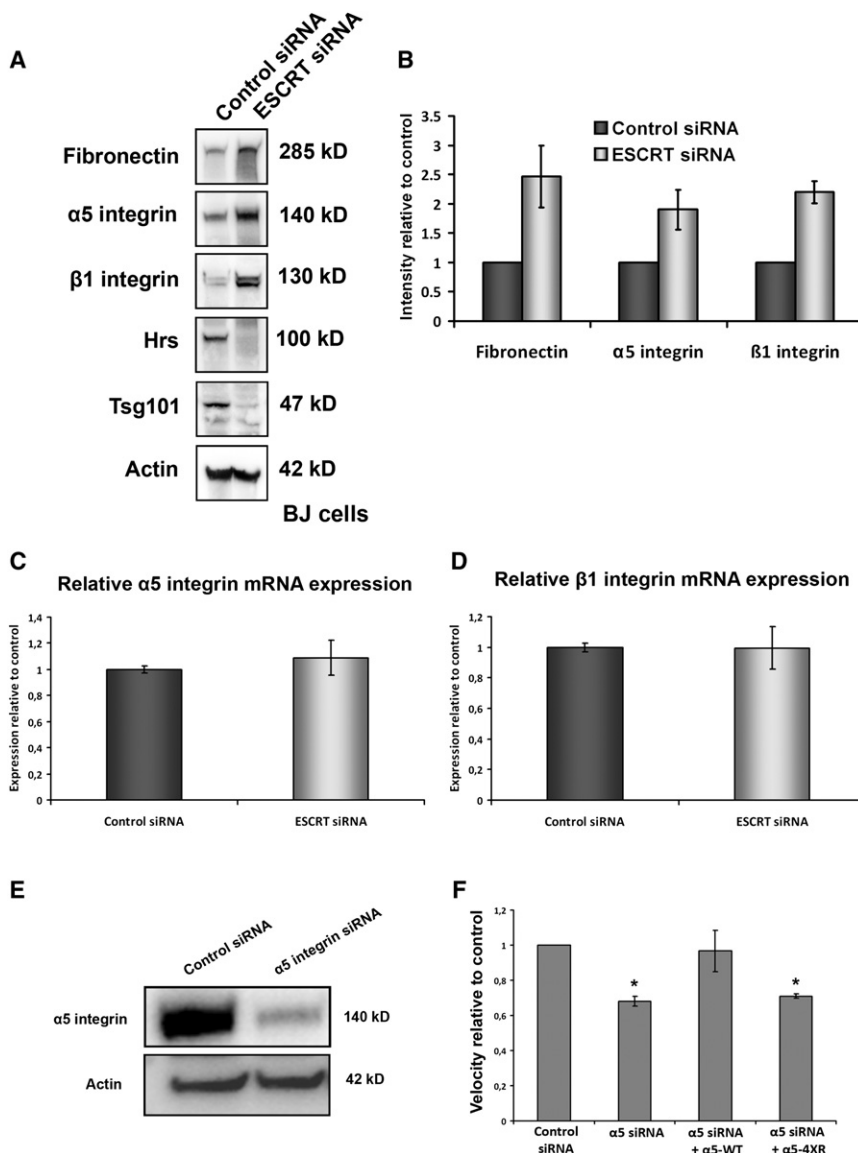 A
Control siRNA
ESCRT siRNA
Fibronectin 285 kD
α5 integrin 140 kD
β1 integrin 130 kD
Hrs 100 kD
Tsg101 47 kD
Actin 42 kD
BJ cells
B
Intensity relative to control
3.5
3
2.5
2
1.5
1
0.5
0
Control siRNA
ESCRT siRNA
Fibronectin α5 integrin ß1 integrin
C
Relative α5 integrin mRNA expression
Expression relative to control
1,4
1,2
1
0,8
0,6
0,4
0,2
0
Control siRNA ESCRT siRNA
D
Relative β1 integrin mRNA expression
Expression relative to control
1,2
1
0,8
0,6
0,4
0,2
0
Control siRNA ESCRT siRNA
E
Control siRNA
α5 integrin siRNA
α5 integrin 140 kD
Actin 42 kD
F
Velocity relative to control
1,2
1
0,8
0,6
0,4
0,2
0
* *
Control siRNA
α5 siRNA
α5 siRNA + α5-WT
α5 siRNA + α5-4XR